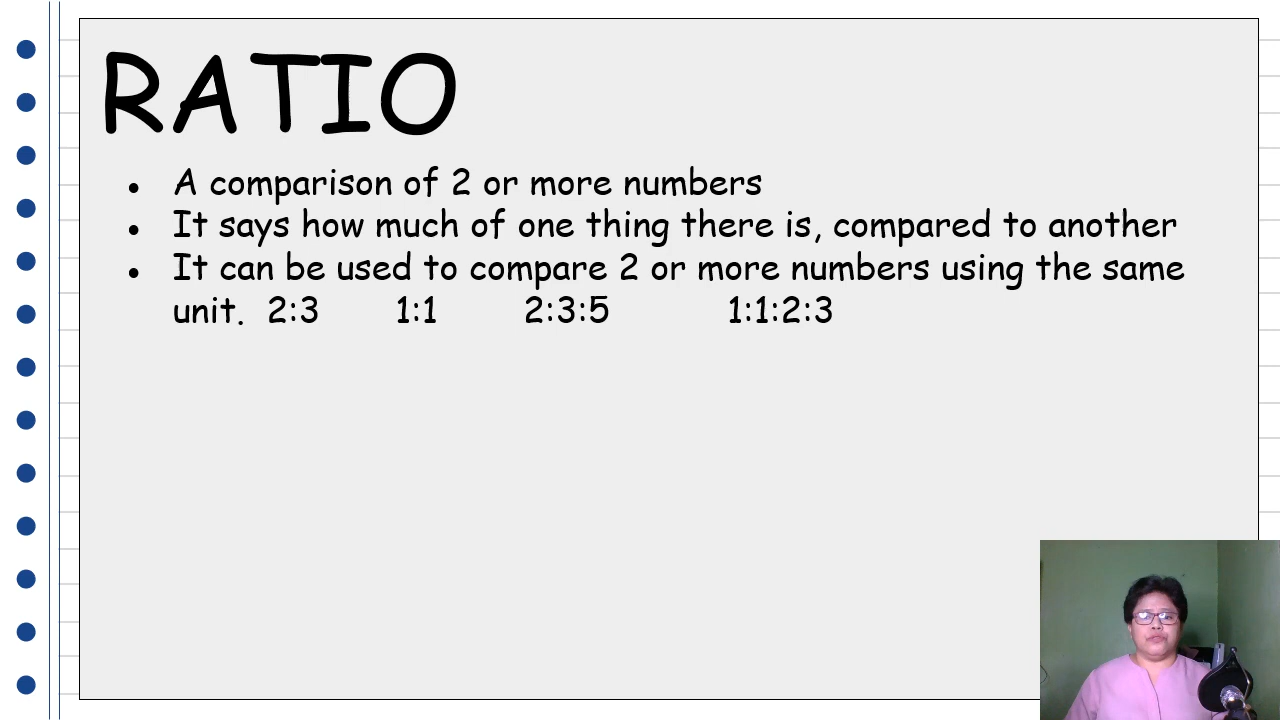 RATIO
● A comparison of 2 or more numbers
● It says how much of one thing there is, compared to another
● It can be used to compare 2 or more numbers using the same
unit. 2:3 1:1 2:3:5 1:1:2:3